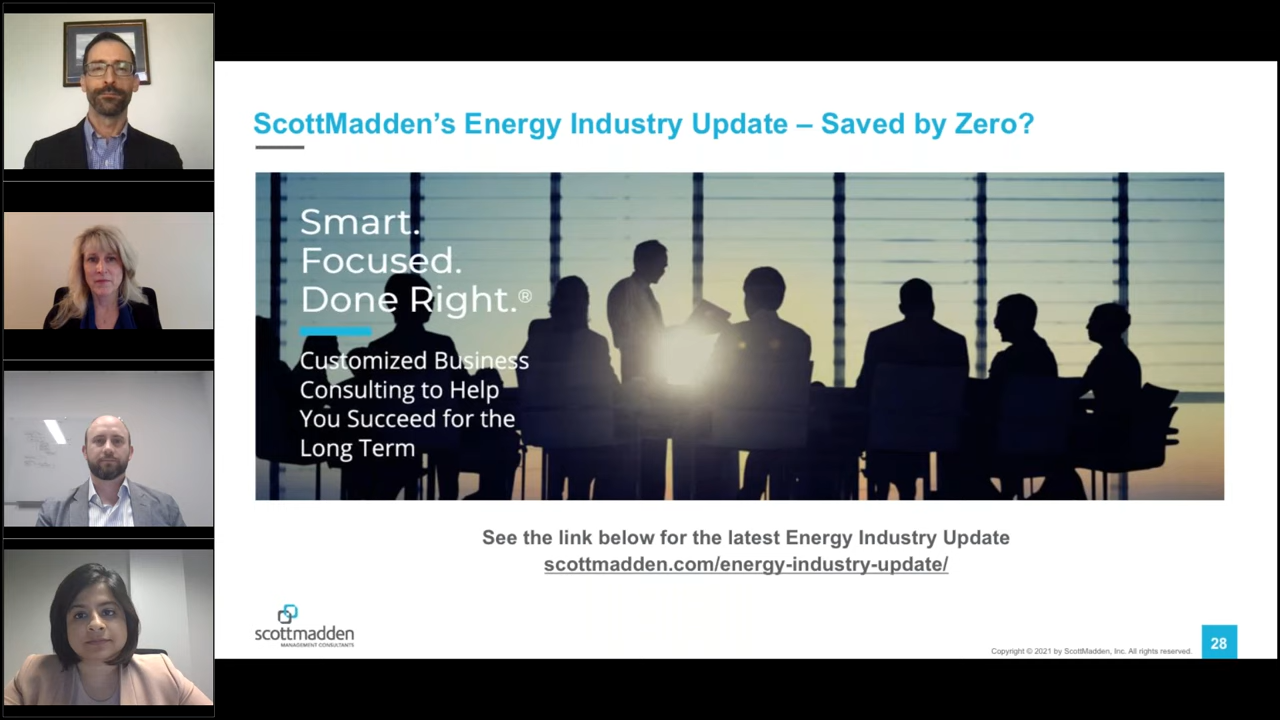 ScottMadden's Energy Industry Update – Saved by Zero?
Smart.
Focused.
Done Right.®
Customized Business
Consulting to Help
You Succeed for the
Long Term
See the link below for the latest Energy Industry Update
scottmadden.com/energy-industry-update/
scottmadden
MANAGEMENT CONSULTANTS
Copyright © 2021 by ScottMadden, Inc. All rights reserved.
28